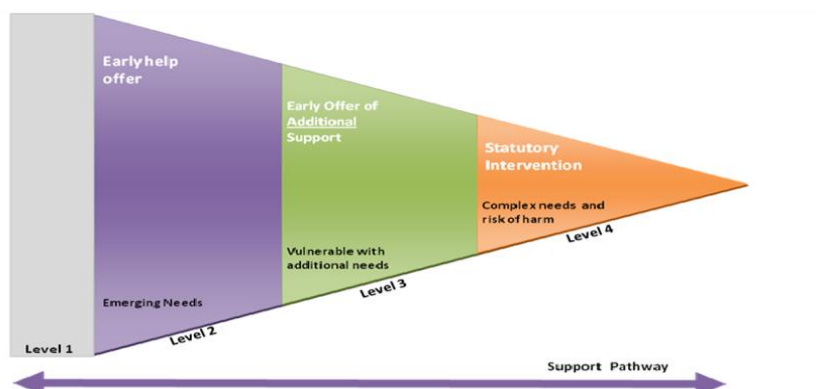 Early help
offer
Early Offer of
Additional
Support
Statutory
Intervention
Complex needs and
risk of harm
Level 4
Vulnerable with
additional needs
Level 3
Emerging Needs
Level 2
Level 1
Support Pathway